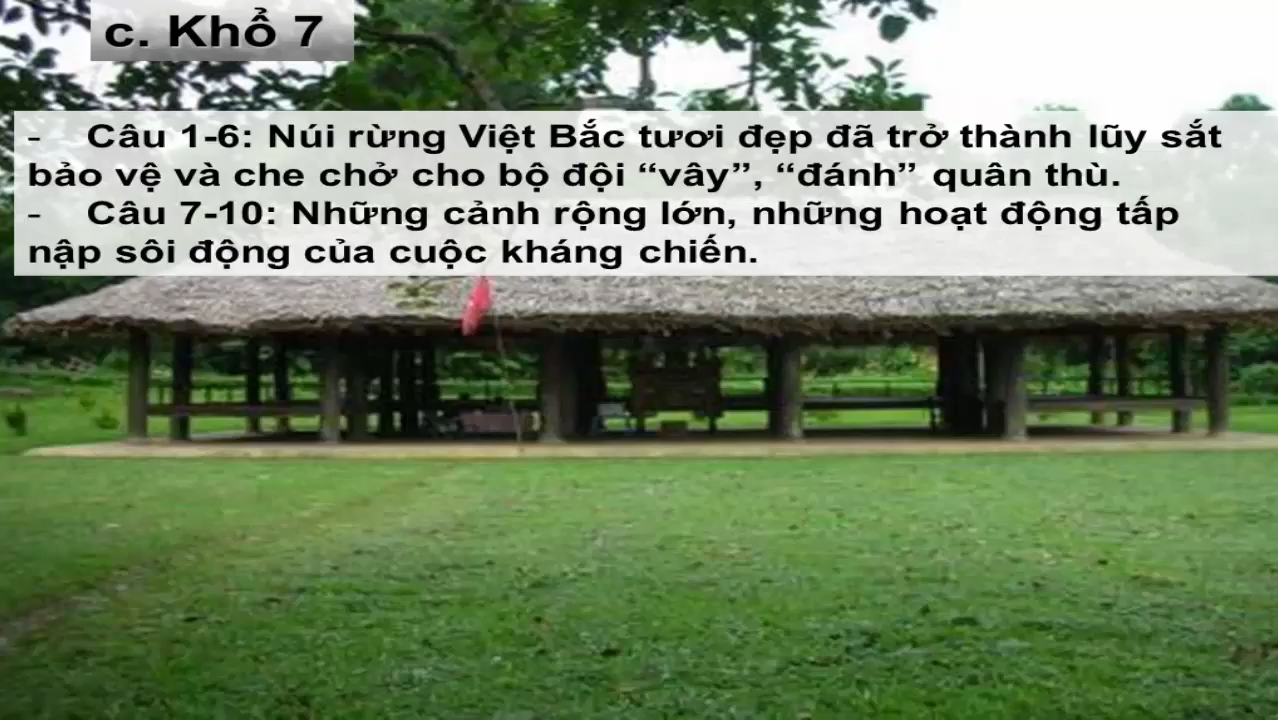 c. Khổ 7
- Câu 1-6: Núi rừng Việt Bắc tươi đẹp đã trở thành lũy sắt
bảo vệ và che chở cho bộ đội “vây”, “đánh” quân thù.
- Câu 7-10: Những cảnh rộng lớn, những hoạt động tấp
nập sôi động của cuộc kháng chiến.